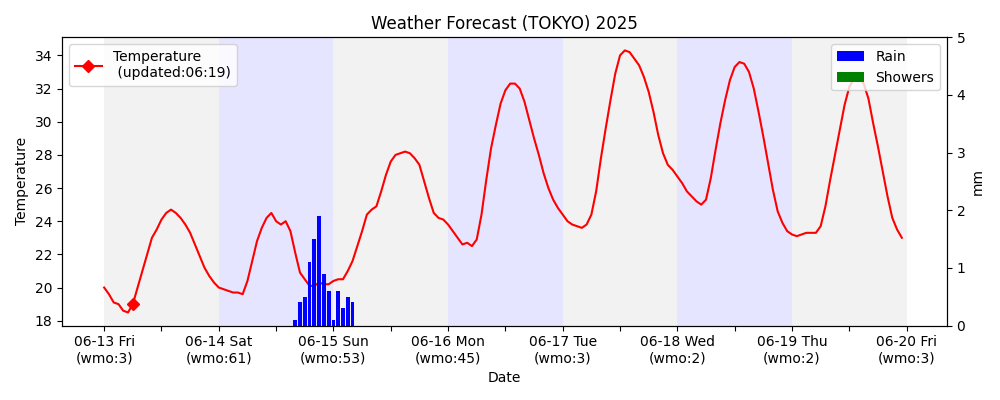 Weather Forecast (TOKYO) 2025
Temperature
(updated:06:19)
Rain
Showers
34
32
30
28
26
24
22
20
18
Temperature
5
4
3
2
1
0
mm
06-13 Fri
(wmo:3)
06-14 Sat
(wmo:61)
06-15 Sun
(wmo:53)
06-16 Mon
(wmo:45)
06-17 Tue
(wmo:3)
06-18 Wed
(wmo:2)
06-19 Thu
(wmo:2)
06-20 Fri
(wmo:3)
Date